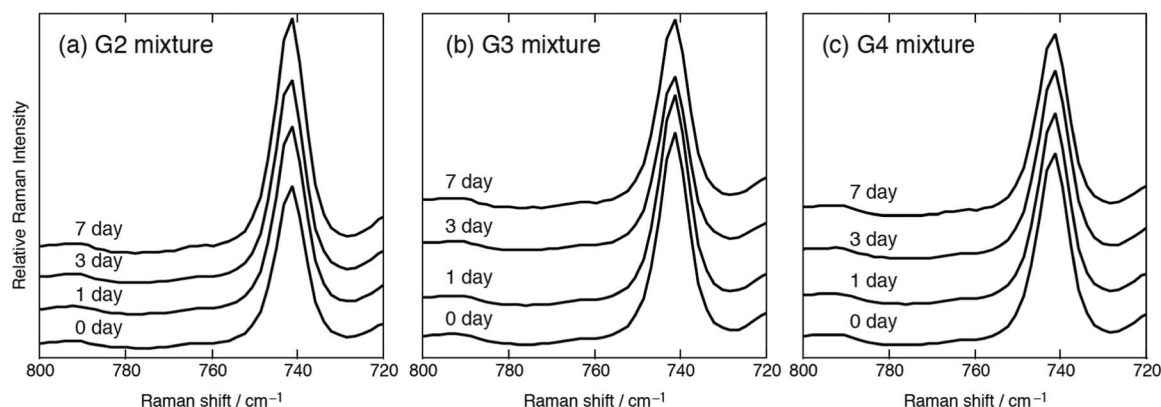 Relative Raman Intensity
(a) G2 mixture
7 day
3 day
1 day
0 day
800 780 760 740 720
Raman shift / cm⁻¹
(b) G3 mixture
7 day
3 day
1 day
0 day
800 780 760 740 720
Raman shift / cm⁻¹
(c) G4 mixture
7 day
3 day
1 day
0 day
800 780 760 740 720
Raman shift / cm⁻¹